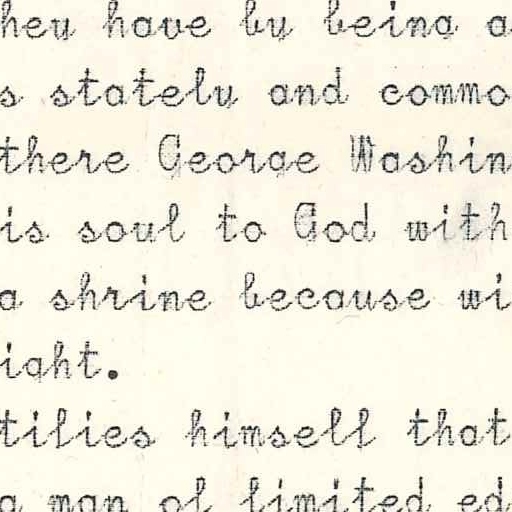 hey have by being a
s stately and commo
there George Washin
is soul to God with
a shrine because wi
ight.
tifies himself that
a man of limited ed